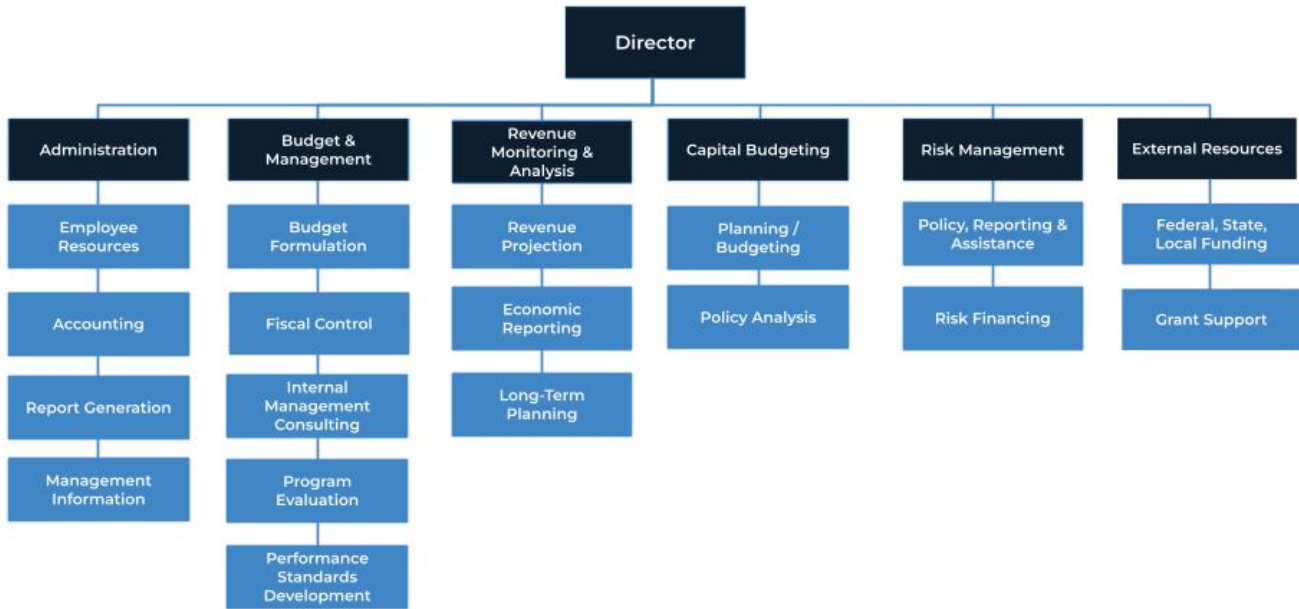 Director
Administration
Budget &
Management
Revenue
Monitoring &
Analysis
Capital Budgeting
Risk Management
External Resources
Employee
Resources
Accounting
Report Generation
Management
Information
Budget
Formulation
Fiscal Control
Internal
Management
Consulting
Program
Evaluation
Performance
Standards
Development
Revenue
Projection
Economic
Reporting
Long-Term
Planning
Planning /
Budgeting
Policy Analysis
Policy, Reporting &
Assistance
Risk Financing
Federal, State,
Local Funding
Grant Support